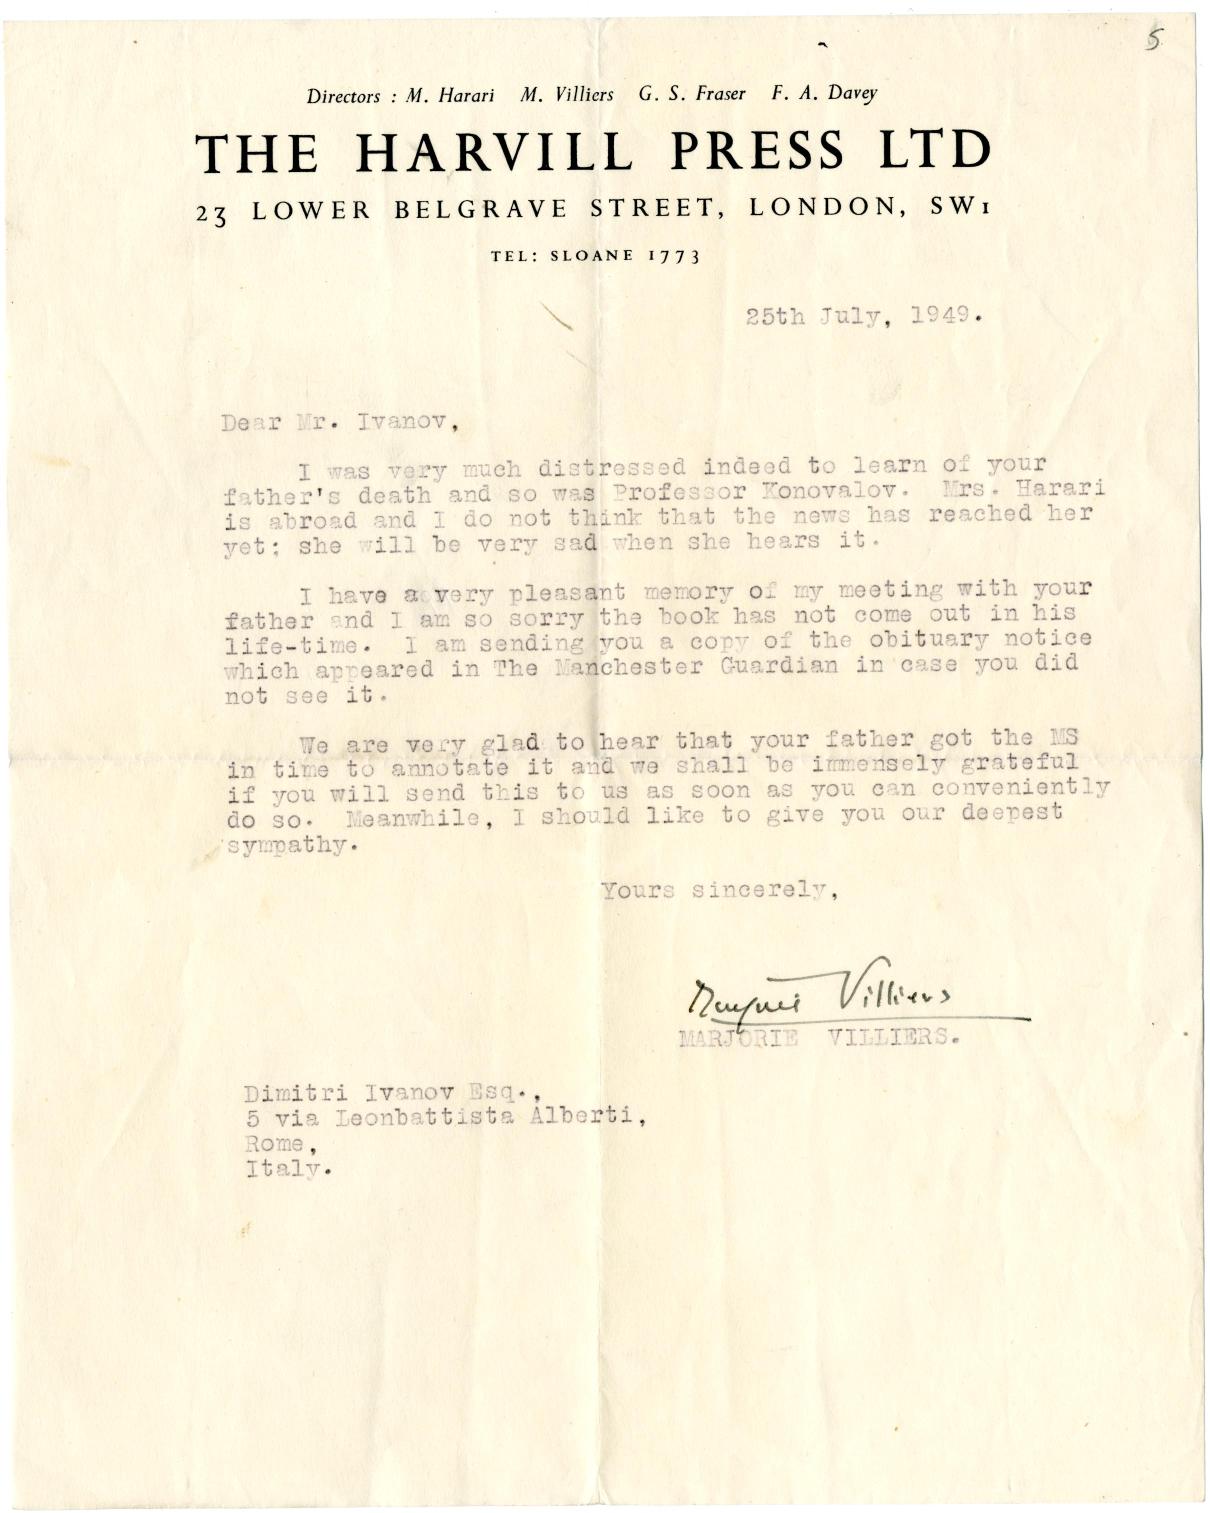 5
Directors : M. Harari M. Villiers G. S. Fraser F. A. Davey
THE HARVILL PRESS LTD
23 LOWER BELGRAVE STREET, LONDON, SW1
TEL: SLOANE 1773
25th July, 1949.
Dear Mr. Ivanov,
I was very much distressed indeed to learn of your
father's death and so was Professor Konovalov. Mrs. Harari
is abroad and I do not think that the news has reached her
yet; she will be very sad when she hears it.
I have a very pleasant memory of my meeting with your
father and I am so sorry the book has not come out in his
life-time. I am sending you a copy of the obituary notice
which appeared in The Manchester Guardian in case you did
not see it.
We are very glad to hear that your father got the MS
in time to annotate it and we shall be immensely grateful
if you will send this to us as soon as you can conveniently
do so. Meanwhile, I should like to give you our deepest
sympathy.
Yours sincerely,
Marjorie Villiers
MARJORIE VILLIERS.
Dimitri Ivanov Esq.,
5 via Leonbattista Alberti,
Rome,
Italy.